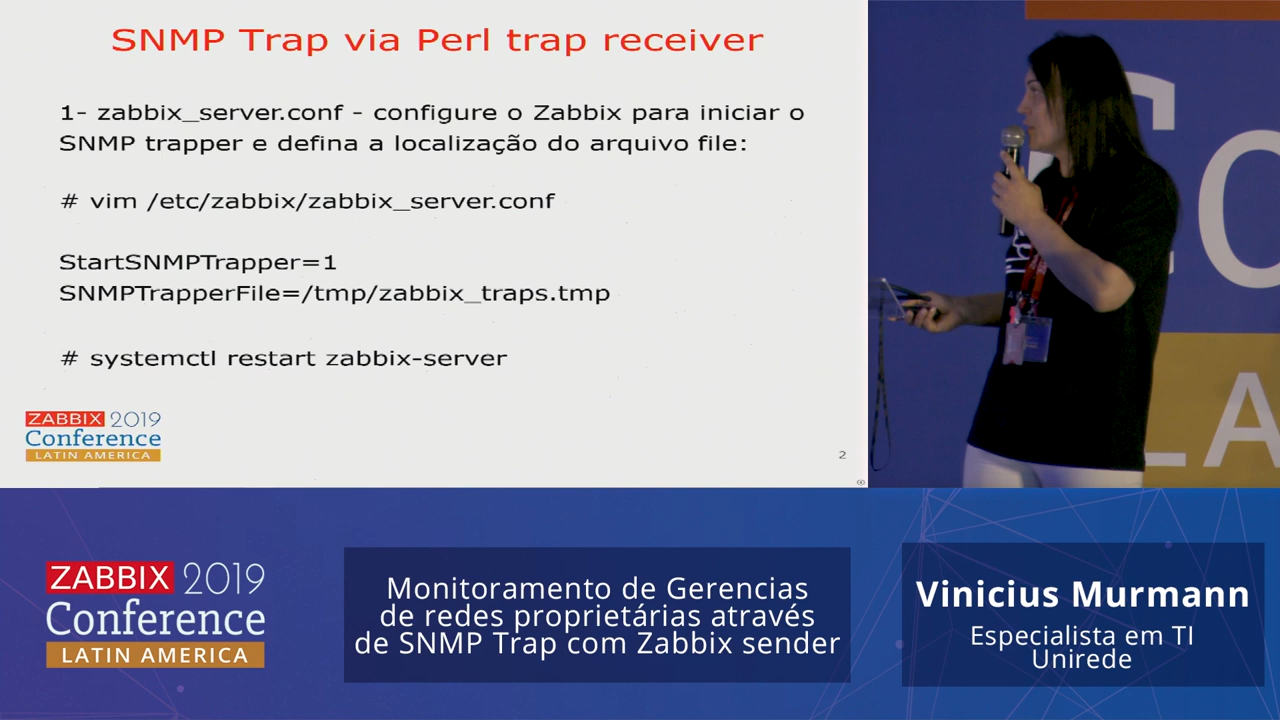 SNMP Trap via Perl trap receiver
1- zabbix_server.conf - configure o Zabbix para iniciar o
SNMP trapper e defina a localização do arquivo file:
# vim /etc/zabbix/zabbix_server.conf
StartSNMPTrapper=1
SNMPTrapperFile=/tmp/zabbix_traps.tmp
# systemctl restart zabbix-server
ZABBIX 2019
Conference
LATIN AMERICA
2
CO
LA
ZABBIX 2019
Conference
LATIN AMERICA
Monitoramento de Gerencias
de redes proprietárias através
de SNMP Trap com Zabbix sender
Vinicius Murmann
Especialista em TI
Unirede